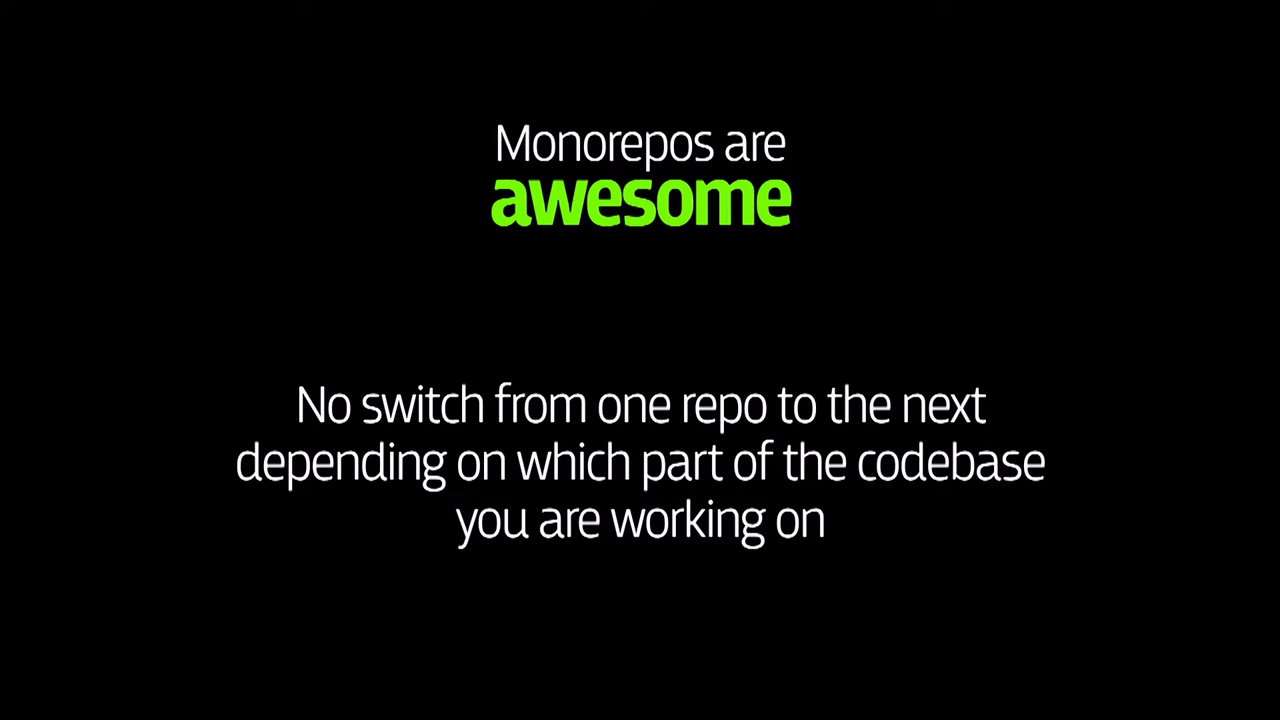 Monorepos are
awesome
No switch from one repo to the next
depending on which part of the codebase
you are working on